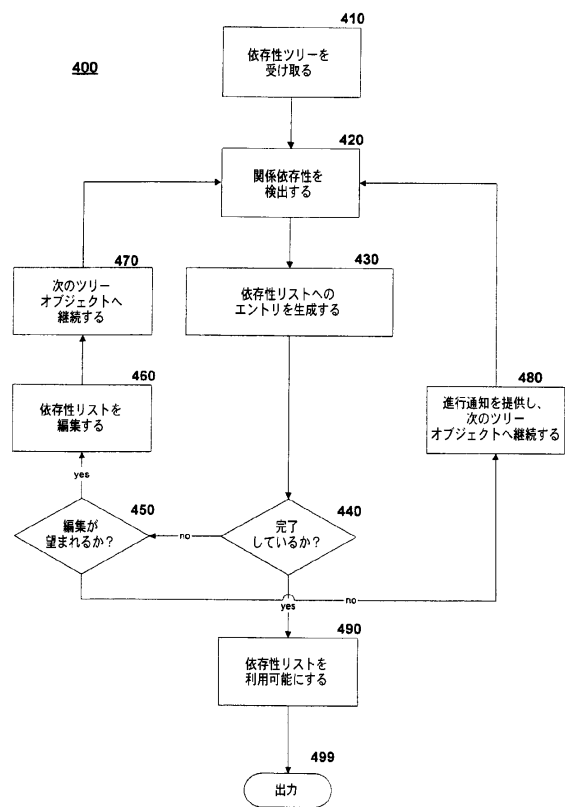 400
410
依存性ツリーを
受け取る
420
関係依存性を
検出する
430
依存性リストへの
エントリを生成する
470
次のツリー
オブジェクトへ
継続する
460
依存性リストを
編集する
480
進行通知を提供し、
次のツリー
オブジェクトへ継続する
yes
450
編集が
望まれるか?
no
440
完了
しているか?
yes
no
490
依存性リストを
利用可能にする
499
出力